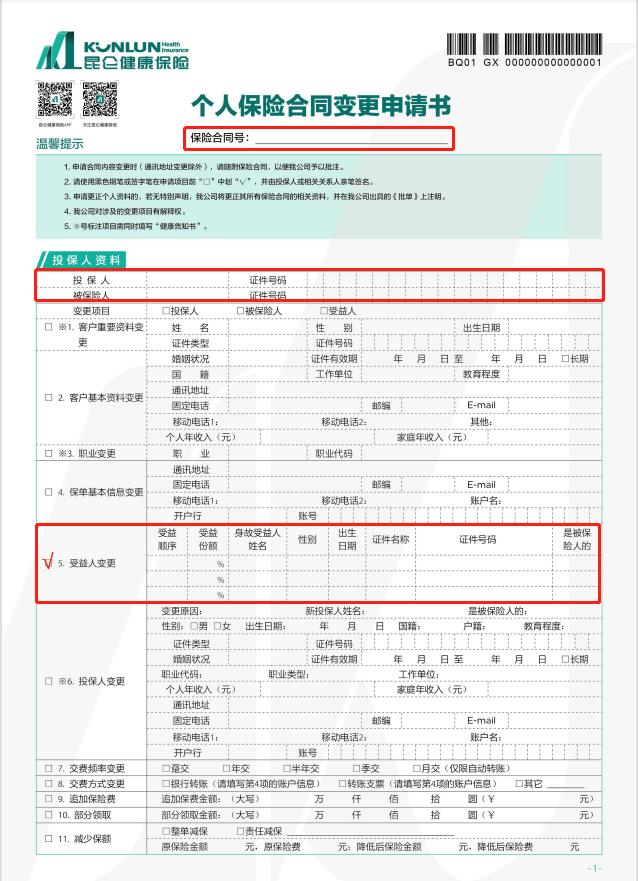 KUNLUN Health Insurance
昆仑健康保险
BQ01 GX 000000000000001
昆仑健康保险APP 关注昆仑健康微信
个人保险合同变更申请书
保险合同号：
温馨提示
1. 申请合同内容变更时（通讯地址变更除外），请随附保险合同，以便我公司予以批注。
2. 请使用黑色钢笔或签字笔在申请项目前“□”中划“√”，并由投保人或相关关系人亲笔签名。
3. 申请变更个人资料的，若无特别声明，我公司将更正其所有保险合同的相关资料，并在我公司出具的《批单》上注明。
4. 我公司对涉及的变更项目有解释权。
5. ※号标注项目需同时填写“健康告知书”。
投保人资料
投 保 人 证件号码
被保险人 证件号码
变更项目 □投保人 □被保险人 □受益人
□ ※1. 客户重要资料变更
姓 名 性 别 出生日期
证件类型 证件号码
婚姻状况 证件有效期 年 月 日 至 年 月 日 □长期
□ 2. 客户基本资料变更
国 籍 工作单位 教育程度
通讯地址
固定电话 邮编 E-mail
移动电话1： 移动电话2： 其他：
个人年收入（元） 家庭年收入（元）
□ ※3. 职业变更 职 业 职业代码
□ 4. 保单基本信息变更
通讯地址
固定电话 邮编 E-mail
移动电话1： 移动电话2： 账户名：
开户行 账号
√ 5. 受益人变更
受益顺序 受益份额 身故受益人姓名 性别 出生日期 证件名称 证件号码 是被保险人的
%
%
%
□ ※6. 投保人变更
变更原因： 新投保人姓名： 是被保险人的：
性别：□男 □女 出生日期： 年 月 日 国籍： 户籍： 教育程度：
证件类型 证件号码
婚姻状况 证件有效期 年 月 日 至 年 月 日 □长期
职业代码： 职业类型： 工作单位：
个人年收入（元） 家庭年收入（元）
通讯地址
固定电话 邮编 E-mail
移动电话1： 移动电话2： 账户名：
开户行 账号
□ 7. 交费频率变更 □趸交 □年交 □半年交 □季交 □月交（仅限自动转账）
□ 8. 交费方式变更 □银行转账（请填写第4项的账户信息） □转账支票（请填写第4项的账户信息） □其它
□ 9. 追加保险费 追加保费金额：（大写） 万 仟 佰 拾 圆（￥ 元）
□ 10. 部分领取 部分领取金额：（大写） 万 仟 佰 拾 圆（￥ 元）
□ 11. 减少保额 □整单减保 □责任减保
原保险金额 元，原保险费 元；降低后保险金额 元，降低后保险费 元
-1-